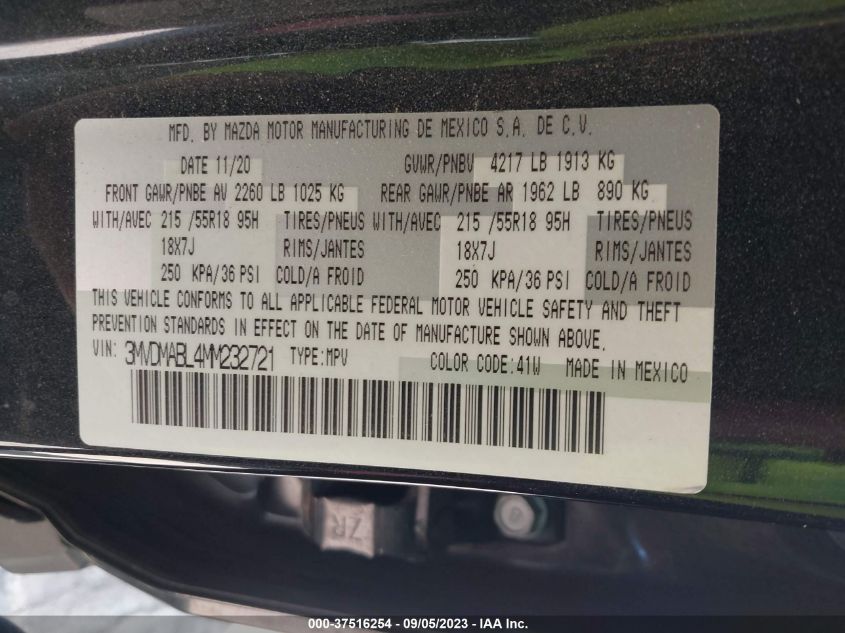 MFD. BY MAZDA MOTOR MANUFACTURING DE MEXICO S.A. DE C.V.
DATE 11/20 GVWR/PNBV 4217 LB 1913 KG
FRONT GAWR/PNBE AV 2260 LB 1025 KG REAR GAWR/PNBE AR 1962 LB 890 KG
WITH/AVEC 215 /55R18 95H TIRES/PNEUS WITH/AVEC 215 /55R18 95H TIRES/PNEUS
18X7J RIMS/JANTES 18X7J RIMS/JANTES
250 KPA/36 PSI COLD/A FROID 250 KPA/36 PSI COLD/A FROID
THIS VEHICLE CONFORMS TO ALL APPLICABLE FEDERAL MOTOR VEHICLE SAFETY AND THEFT
PREVENTION STANDARDS IN EFFECT ON THE DATE OF MANUFACTURE SHOWN ABOVE.
VIN: 3MVDMABL4MM232721 TYPE:MPV COLOR CODE:41W MADE IN MEXICO
ZR
000-37516254 - 09/05/2023 - IAA Inc.